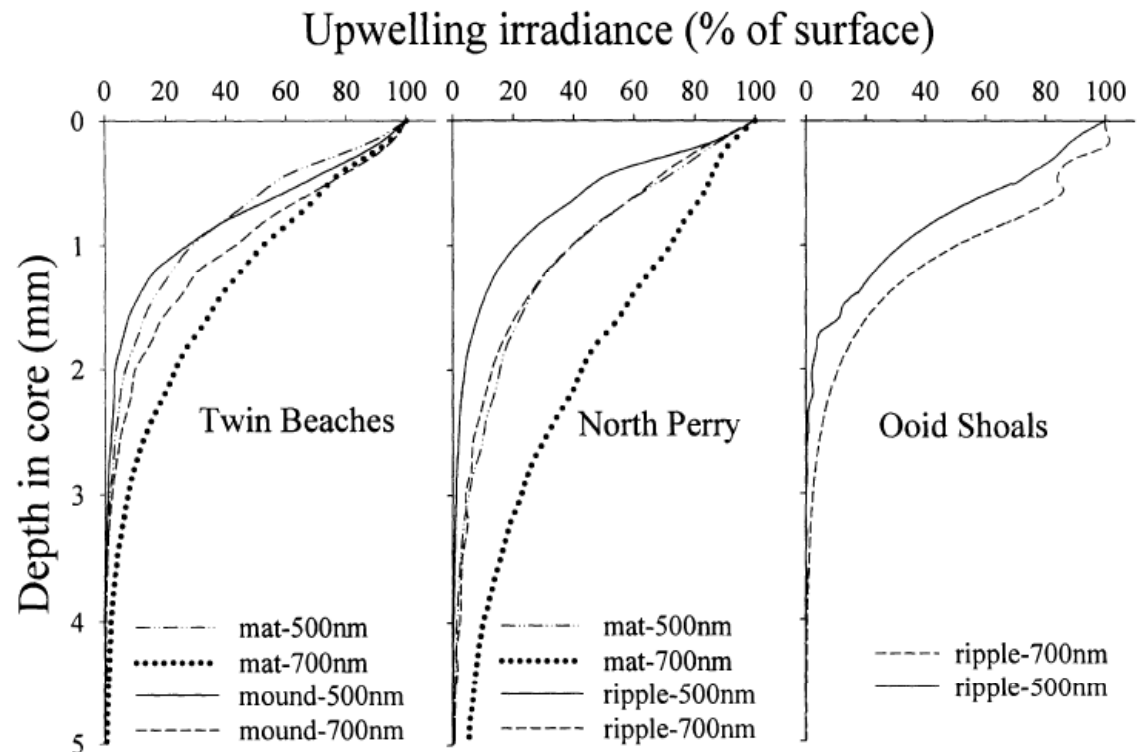 Upwelling irradiance (% of surface)
0 20 40 60 80 100 0 20 40 60 80 100 0 20 40 60 80 100
0
1
2
3
4
5
Depth in core (mm)
Twin Beaches
mat-500nm
mat-700nm
mound-500nm
mound-700nm
North Perry
mat-500nm
mat-700nm
ripple-500nm
ripple-700nm
Ooid Shoals
ripple-700nm
ripple-500nm